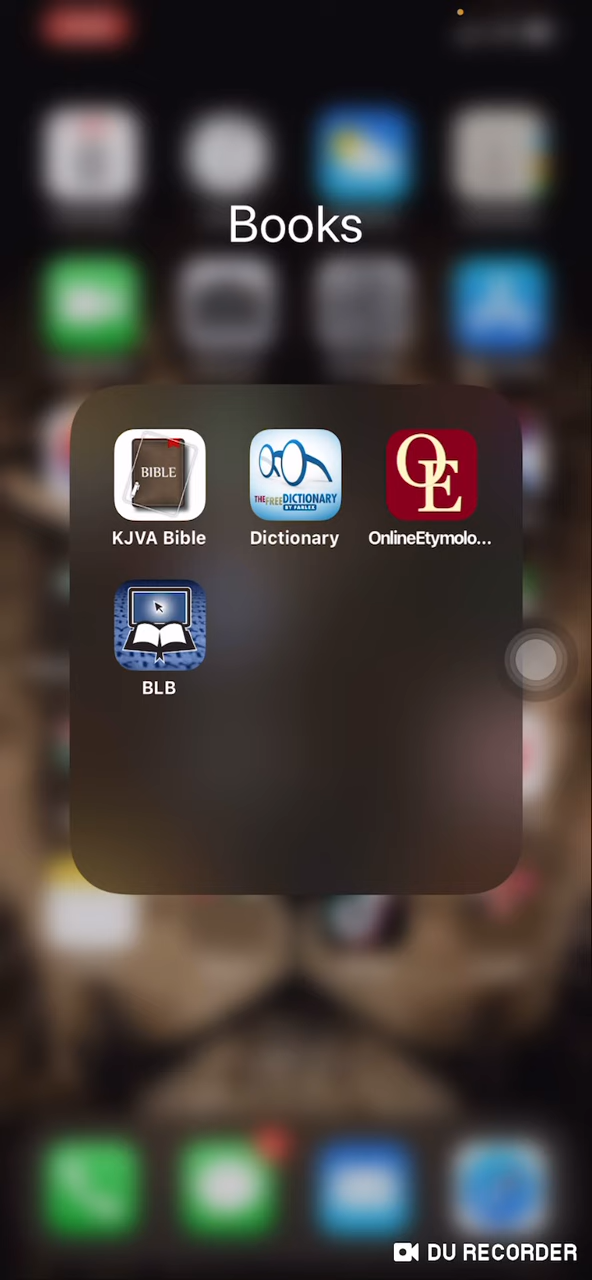 Books
BIBLE
THE FREE DICTIONARY
BY FARLEX
OE
KJVA Bible
Dictionary
OnlineEtymolo...
BLB
DU RECORDER